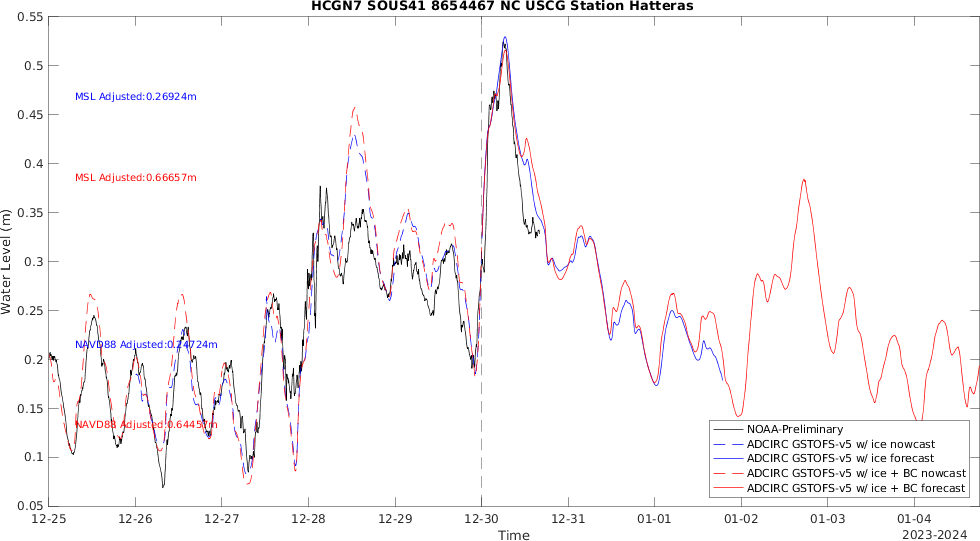 HCGN7 SOUS41 8654467 NC USCG Station Hatteras
0.55
0.5
0.45
0.4
0.35
0.3
0.25
0.2
0.15
0.1
0.05
Water Level (m)
MSL Adjusted:0.26924m
MSL Adjusted:0.66657m
NAVD88 Adjusted:0.24724m
NAVD88 Adjusted:0.64457m
NOAA-Preliminary
ADCIRC GSTOFS-v5 w/ ice nowcast
ADCIRC GSTOFS-v5 w/ ice forecast
ADCIRC GSTOFS-v5 w/ ice + BC nowcast
ADCIRC GSTOFS-v5 w/ ice + BC forecast
12-25 12-26 12-27 12-28 12-29 12-30 12-31 01-01 01-02 01-03 01-04
Time
2023-2024